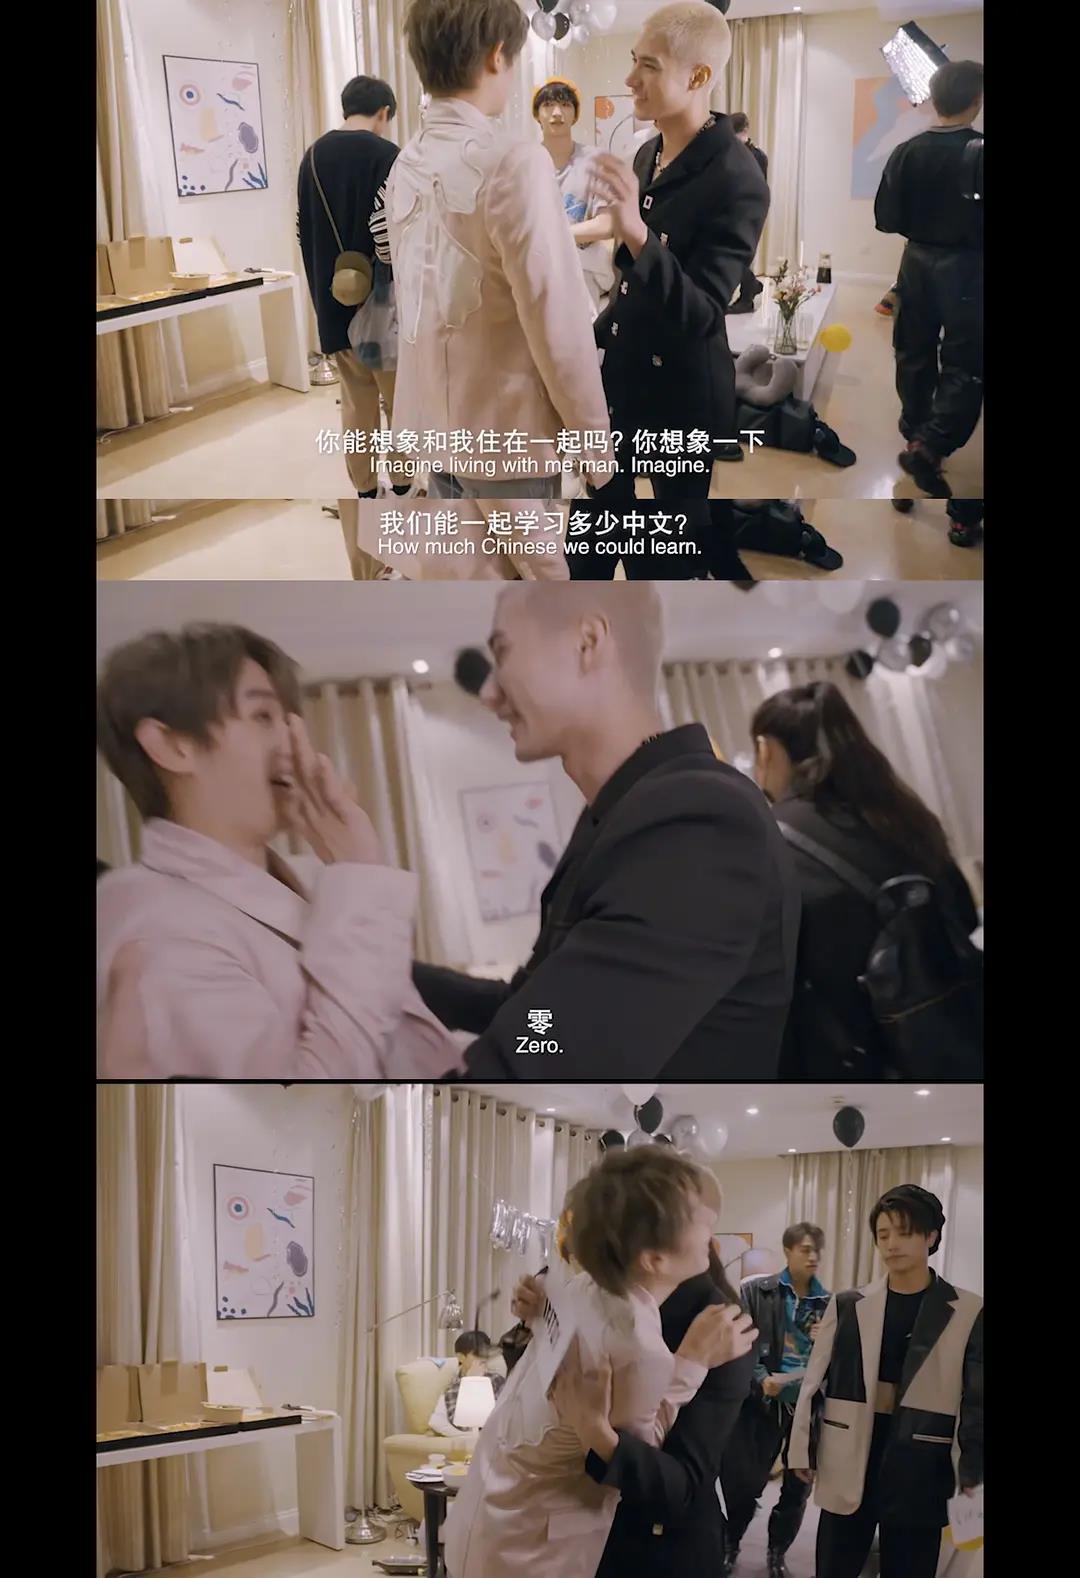 你能想象和我住在一起吗？你想象一下
Imagine living with me man. Imagine.
我们能一起学习多少中文？
How much Chinese we could learn.
零
Zero.